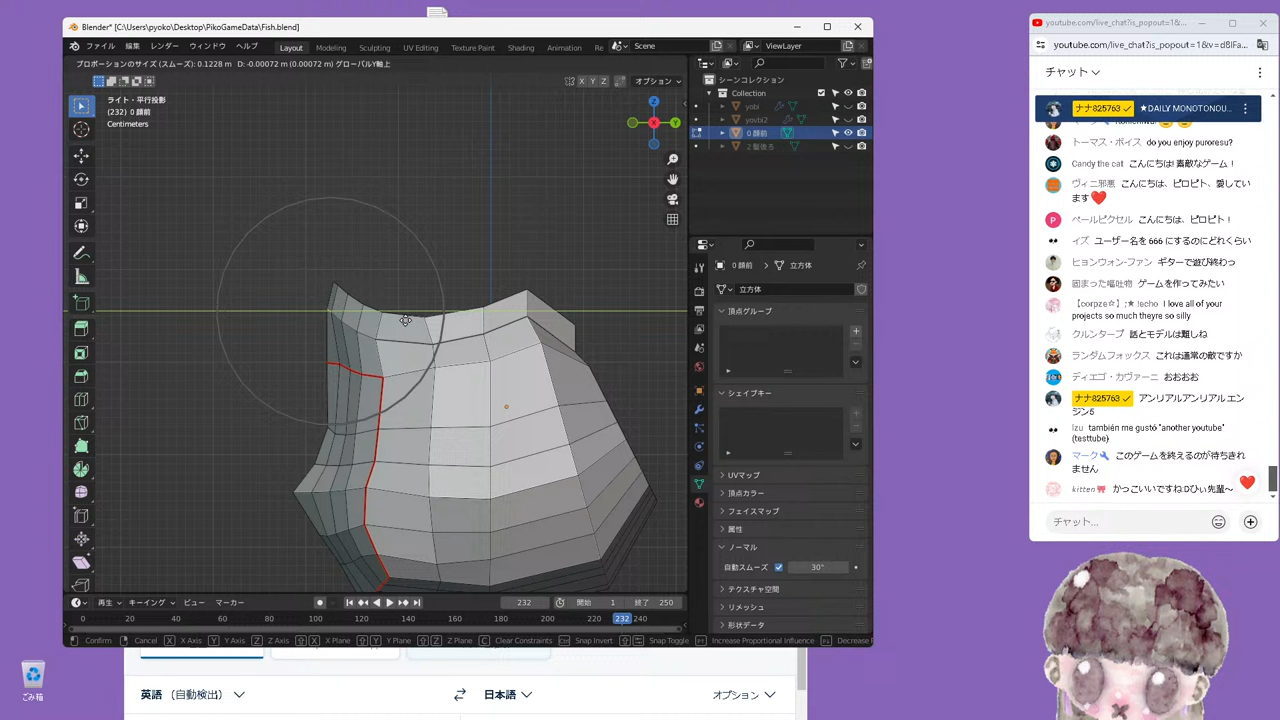 Blender* [C:\Users\pyoko\Desktop\PikoGameData\Fish.blend]
ファイル 編集 レンダー ウィンドウ ヘルプ Layout Modeling Sculpting UV Editing Texture Paint Shading Animation Re Scene ViewLayer
プロポーションのサイズ (スムーズ): 0.1228 m D: -0.00072 m (0.00072 m) グローバルY軸上
X Y Z オプション
ライト・平行投影
(232) 0 顔前
Centimeters
Z
Y
シーンコレクション
Collection
yobi
yovbi2
0 顔前
2 髪後ろ
0 顔前 立方体
立方体
頂点グループ
シェイプキー
UVマップ
頂点カラー
フェイスマップ
属性
ノーマル
自動スムーズ 30°
テクスチャ空間
リメッシュ
形状データ
再生 キーイング ビュー マーカー 232 開始 1 終了 250
0 20 40 60 80 100 120 140 160 180 200 232 240
Confirm Cancel X X Axis Y Y Axis Z Z Axis X X Plane Y Y Plane Z Z Plane C Clear Constraints Snap Invert Snap Toggle Increase Proportional Influence Decrease P
ごみ箱
英語 (自動検出) 日本語 オプション
youtube.com/live_chat?is_popout=1&...
youtube.com/live_chat?is_popout=1&v=d8lFa...
チャット
ナナ825763 ★DAILY MONOTONOU...
トーマス・ボイス do you enjoy puroresu?
Candy the cat こんにちは! 素敵なゲーム!
ヴィニ邪悪 こんにちは、ピロピト、愛しています❤️
P ペールピクセル こんにちは、ピロピト!
イズ ユーザー名を 666 にするのにどれくらい
ヒョンウォン-ファン ギターで遊び終わっ
固まった嘔吐物 ゲームを作ってみたい
【corpze☆】;★ !echo I love all of your projects so much theyre so sheld
クルンタープ 話とモデルは難しいね
ランダムフォックス これは通常の敵ですか
ディエゴ・カヴァーニ おおおお
ナナ825763 アンリアルアンリアル エンジン5
Izu también me gustó "another youtube" (testtube)
マーク このゲームを終えるのが待ちきれません
kitten かっこいいですねDひぃ先輩〜
チャット...